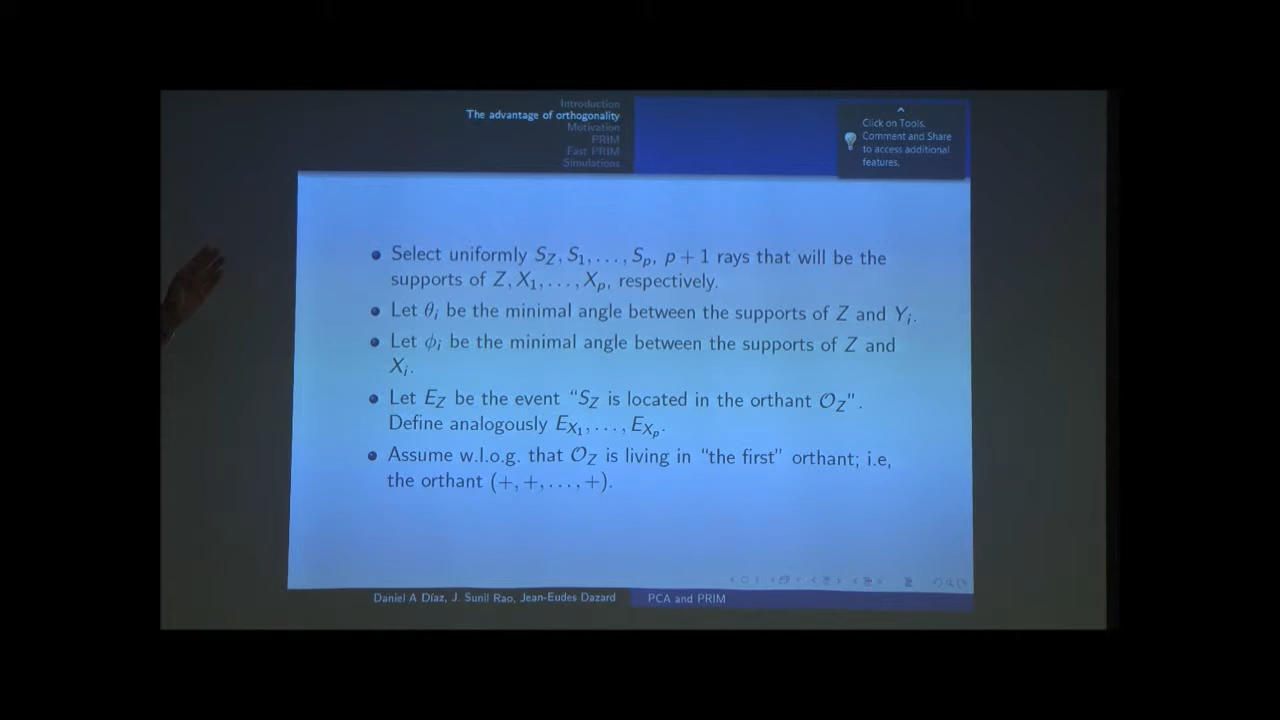 Introduction
The advantage of orthogonality
Motivation
PRIM
Fast PRIM
Simulations
Click on Tools,
Comment and Share
to access additional
features.
• Select uniformly S_Z, S_1, . . . , S_p, p + 1 rays that will be the
supports of Z, X_1, . . . , X_p, respectively.
• Let θ_i be the minimal angle between the supports of Z and Y_i.
• Let ϕ_i be the minimal angle between the supports of Z and
X_i.
• Let E_Z be the event “S_Z is located in the orthant 𝒪_Z”.
Define analogously E_{X_1}, . . . , E_{X_p}.
• Assume w.l.o.g. that 𝒪_Z is living in “the first” orthant; i.e,
the orthant (+, +, . . . , +).
Daniel A Díaz, J. Sunil Rao, Jean-Eudes Dazard
PCA and PRIM